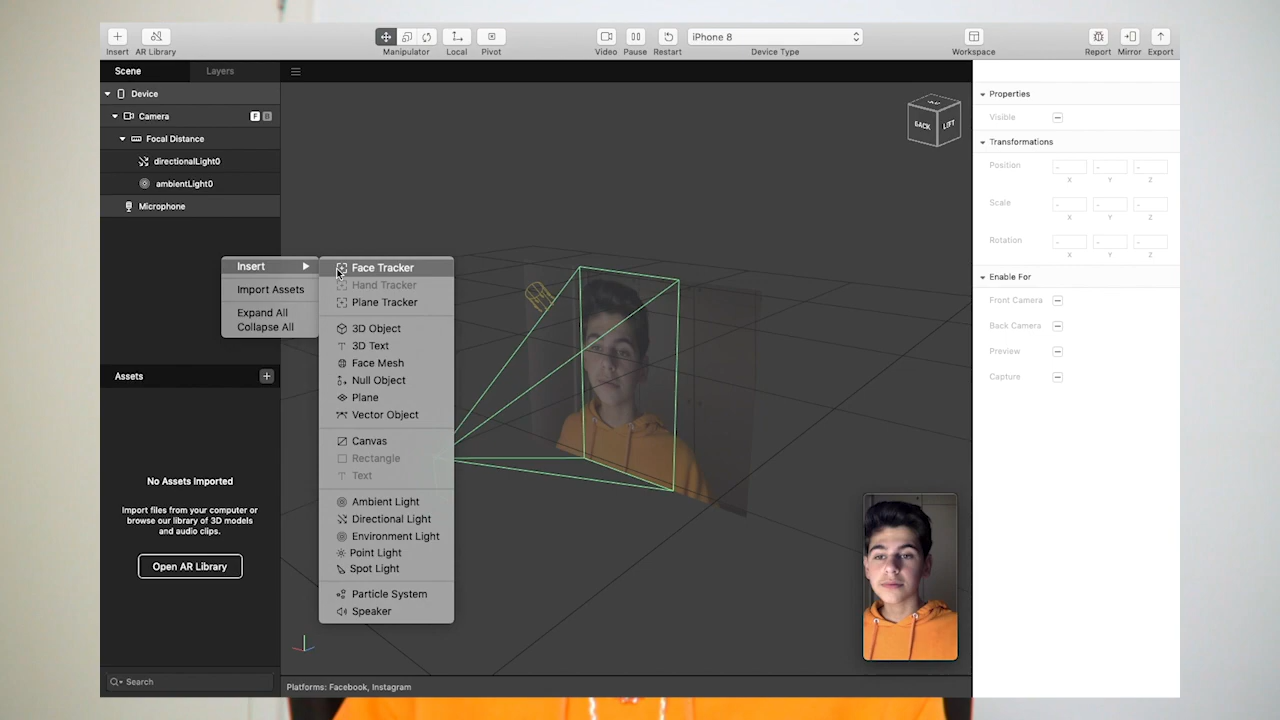 Insert
AR Library
Manipulator
Local
Pivot
Video
Pause
Restart
iPhone 8
Device Type
Workspace
Report
Mirror
Export
Scene
Layers
Device
Camera
F
Focal Distance
directionalLight0
ambientLight0
Microphone
Insert
Import Assets
Expand All
Collapse All
Face Tracker
Hand Tracker
Plane Tracker
3D Object
3D Text
Face Mesh
Null Object
Plane
Vector Object
Canvas
Rectangle
Text
Ambient Light
Directional Light
Environment Light
Point Light
Spot Light
Particle System
Speaker
Assets
No Assets Imported
Import files from your computer or
browse our library of 3D models
and audio clips.
Open AR Library
Search
Platforms: Facebook, Instagram
BACK
Properties
Visible
Transformations
Position
X Y Z
Scale
X Y Z
Rotation
X Y Z
Enable For
Front Camera
Back Camera
Preview
Capture